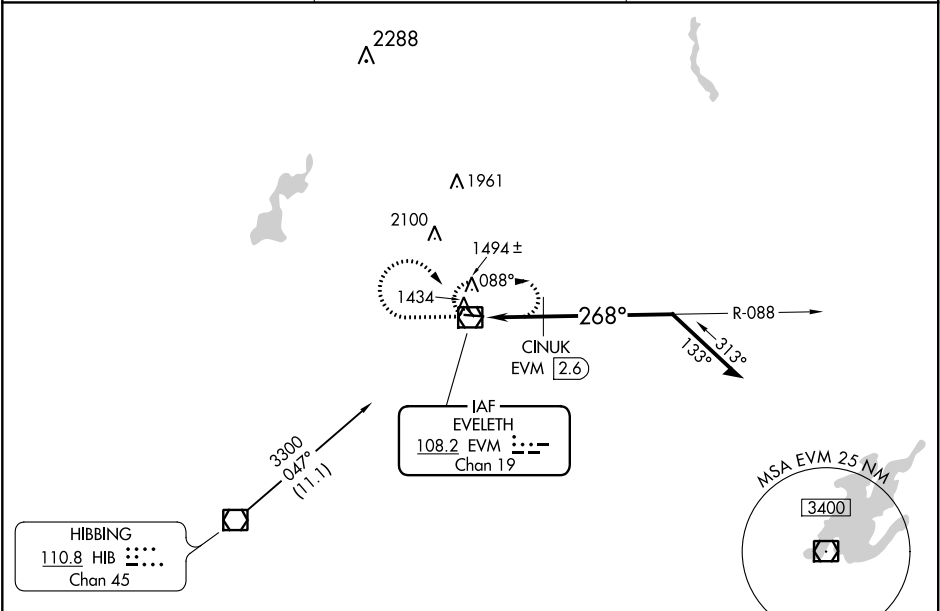 2288
1961
2100
1494 ±
088°
1434
268°
R-088
CINUK
EVM 2.6
313°
133°
IAF
EVELETH
108.2 EVM
Chan 19
3300
047°
(11.1)
HIBBING
110.8 HIB
Chan 45
MSA EVM 25 NM
3400